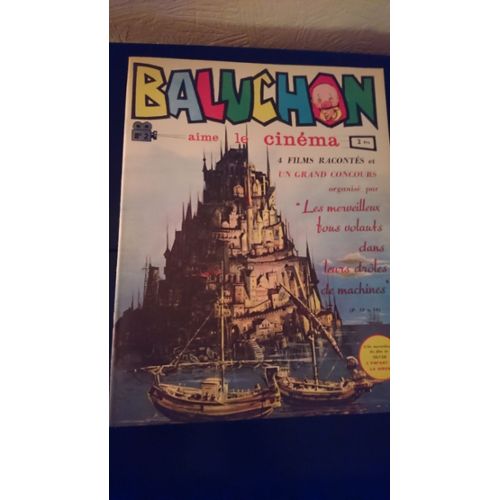 BALUCHON
N° 2
aime le cinéma
4 FILMS RACONTÉS et
UN GRAND CONCOURS
organisé par
"Les merveilleux
fous volants
dans
leurs drôles
de machines"